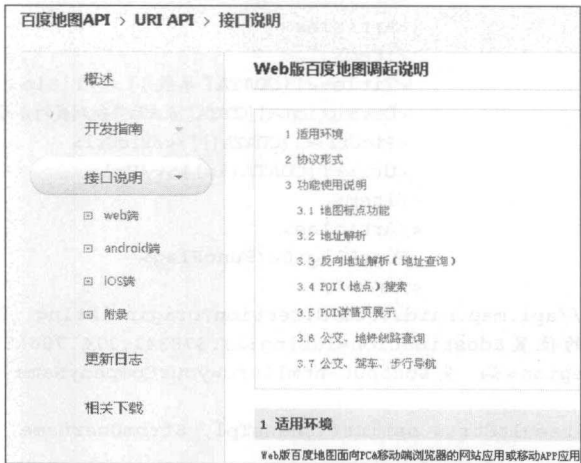 百度地图API > URI API > 接口说明
概述
开发指南
接口说明
web端
android端
iOS端
附录
更新日志
相关下载
Web版百度地图调起说明
1 适用环境
2 协议形式
3 功能使用说明
3.1 地图标点功能
3.2 地址解析
3.3 反向地址解析（地址查询）
3.4 POI（地点）搜索
3.5 POI详情页展示
3.6 公交、地铁线路查询
3.7 公交、驾车、步行导航
1 适用环境
Web版百度地图面向PC&移动端浏览器的网站应用或移动APP应用